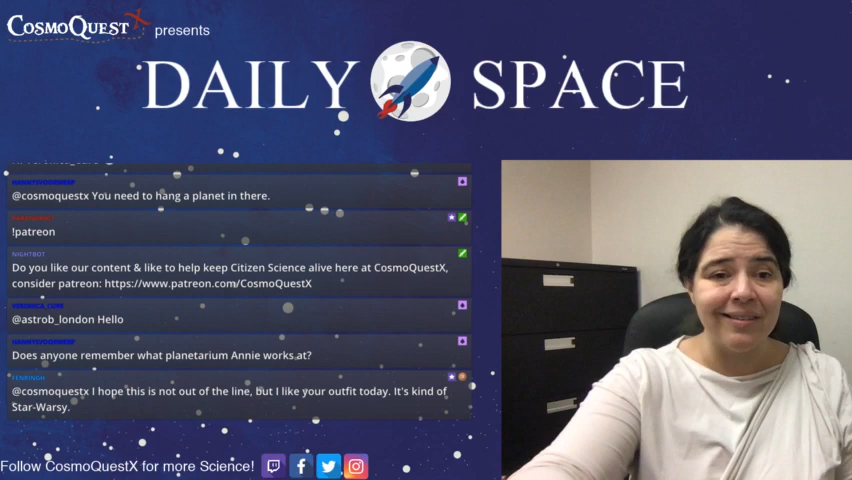 COSMOQUEST X presents
DAILY SPACE
@cosmoquestx You need to hang a planet in there.
!patreon
NIGHTBOT
Do you like our content & like to help keep Citizen Science alive here at CosmoQuestX,
consider patreon: https://www.patreon.com/CosmoQuestX
@astrob_london Hello
Does anyone remember what planetarium Annie works at?
@cosmoquestx I hope this is not out of the line, but I like your outfit today. It's kind of
Star-Warsy.
Follow CosmoQuestX for more Science!